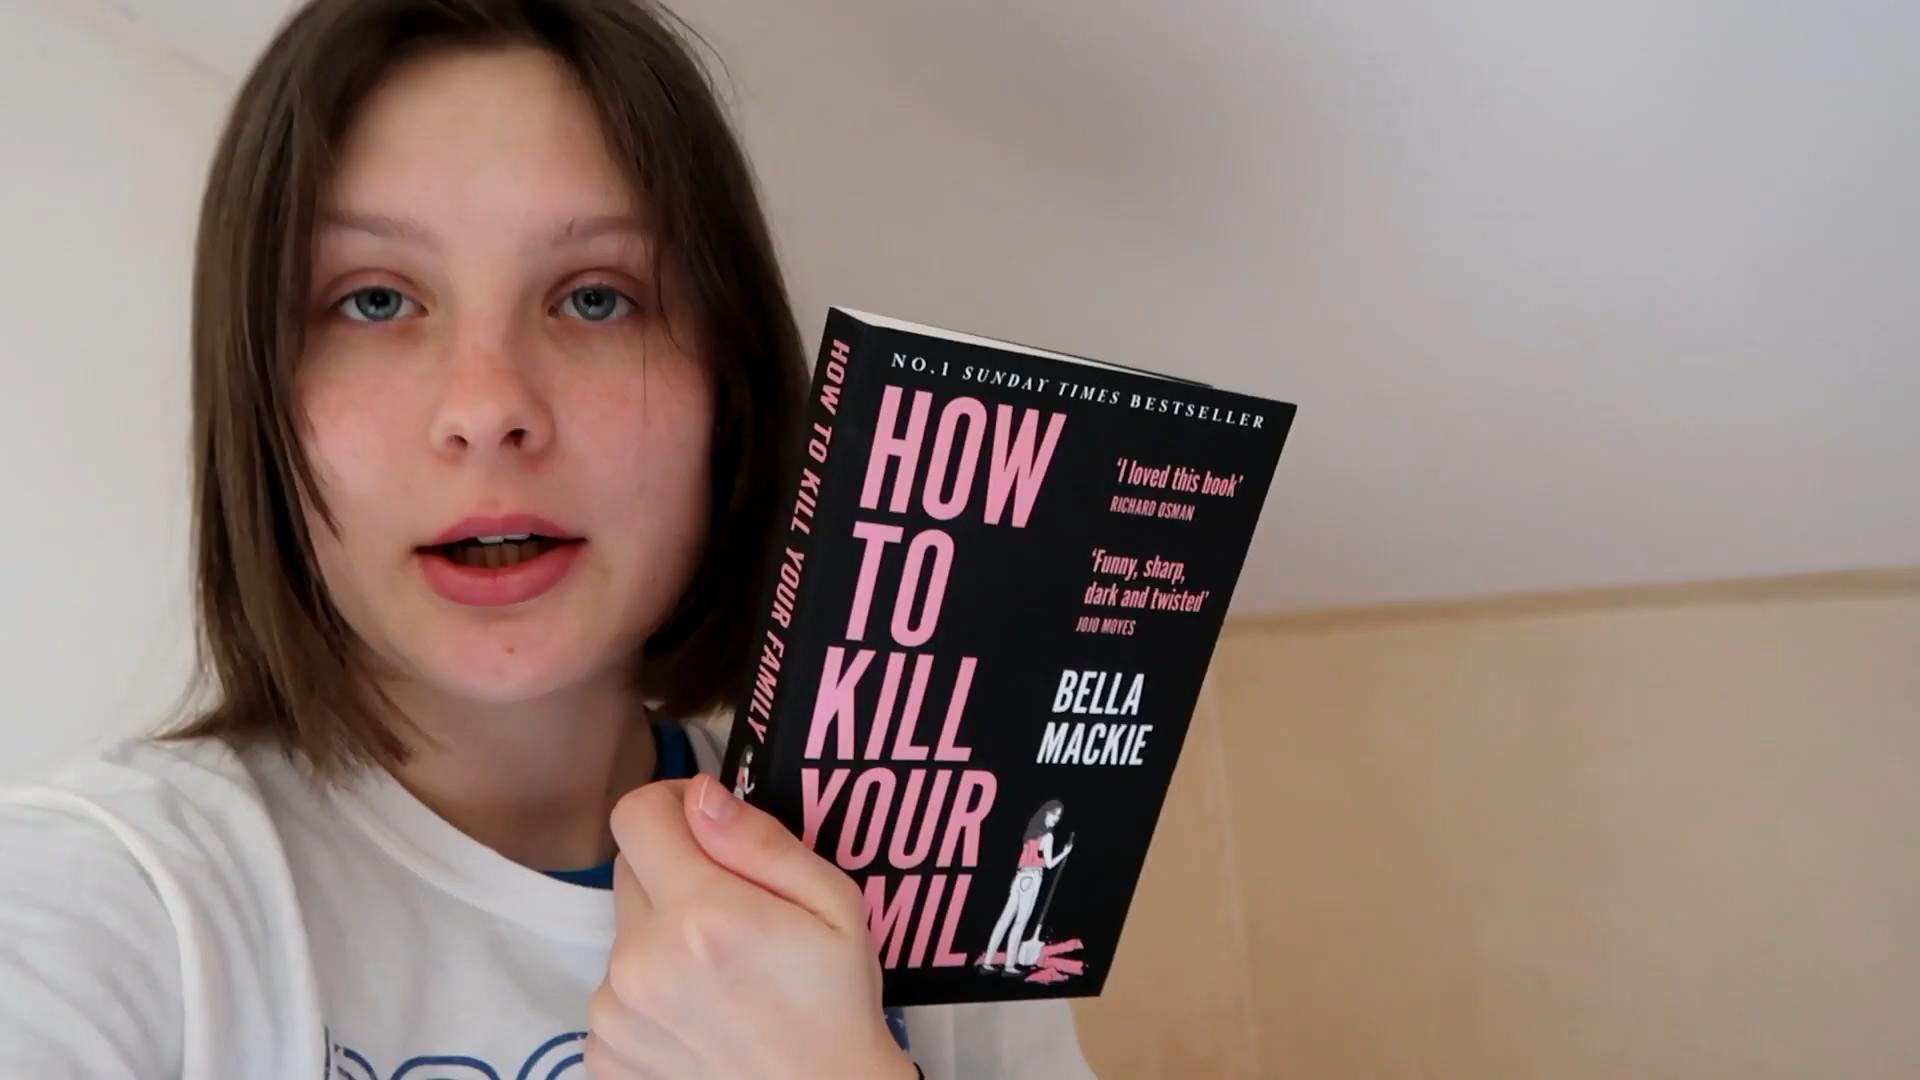 HOW TO KILL YOUR FAMILY
NO.1 SUNDAY TIMES BESTSELLER
HOW
TO
KILL
YOUR
MIL
'I loved this book'
RICHARD OSMAN
'Funny, sharp,
dark and twisted'
JOJO MOYES
BELLA
MACKIE